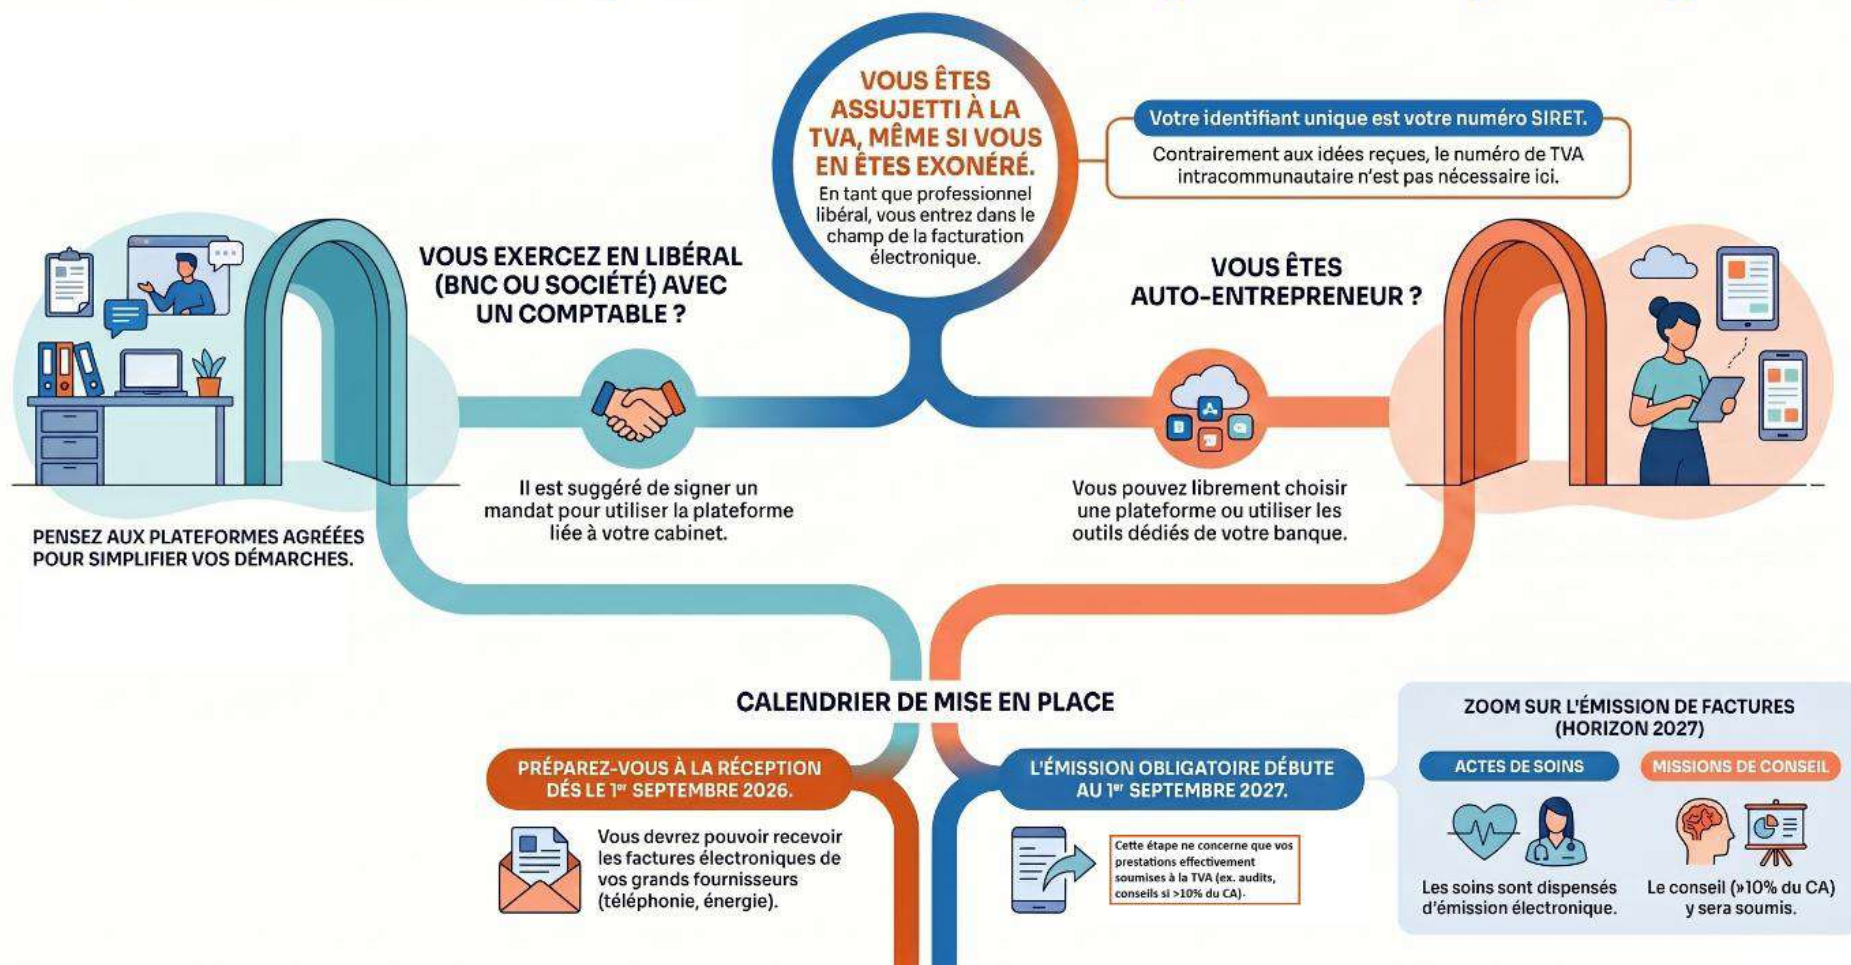 VOUS ÊTES
ASSUJETTI À LA
TVA, MÊME SI VOUS
EN ÊTES EXONÉRÉ.
En tant que professionnel
libéral, vous entrez dans le
champ de la facturation
électronique.
Votre identifiant unique est votre numéro SIRET.
Contrairement aux idées reçues, le numéro de TVA
intracommunautaire n'est pas nécessaire ici.
VOUS EXERCEZ EN LIBÉRAL
(BNC OU SOCIÉTÉ) AVEC
UN COMPTABLE ?
Il est suggéré de signer un
mandat pour utiliser la plateforme
liée à votre cabinet.
PENSEZ AUX PLATEFORMES AGRÉÉES
POUR SIMPLIFIER VOS DÉMARCHES.
VOUS ÊTES
AUTO-ENTREPRENEUR ?
Vous pouvez librement choisir
une plateforme ou utiliser les
outils dédiés de votre banque.
CALENDRIER DE MISE EN PLACE
PRÉPAREZ-VOUS À LA RÉCEPTION
DÉS LE 1er SEPTEMBRE 2026.
Vous devrez pouvoir recevoir
les factures électroniques de
vos grands fournisseurs
(téléphonie, énergie).
L'ÉMISSION OBLIGATOIRE DÉBUTE
AU 1er SEPTEMBRE 2027.
Cette étape ne concerne que vos
prestations effectivement
soumises à la TVA (ex. audits,
conseils si >10% du CA).
ZOOM SUR L'ÉMISSION DE FACTURES
(HORIZON 2027)
ACTES DE SOINS
Les soins sont dispensés
d'émission électronique.
MISSIONS DE CONSEIL
Le conseil (»10% du CA)
y sera soumis.